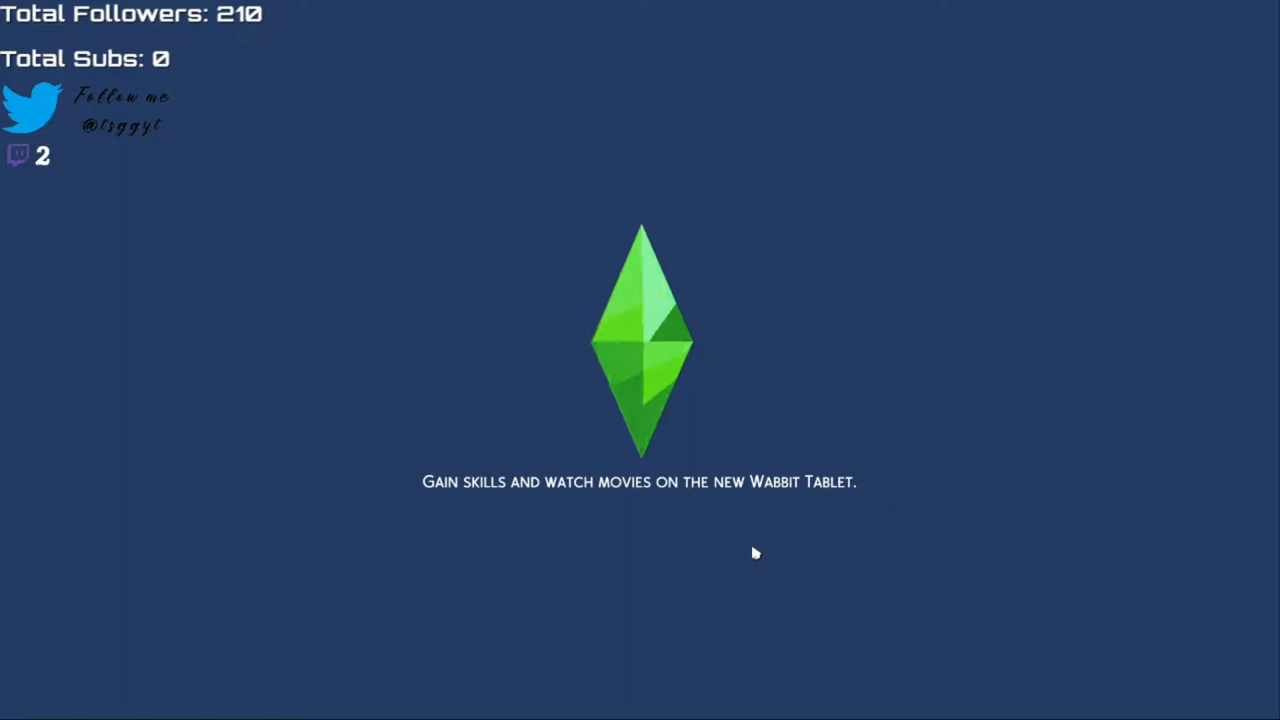 Total Followers: 210
Total Subs: 0
Follow me
@tsggyt
2
Gain skills and watch movies on the new Wabbit Tablet.